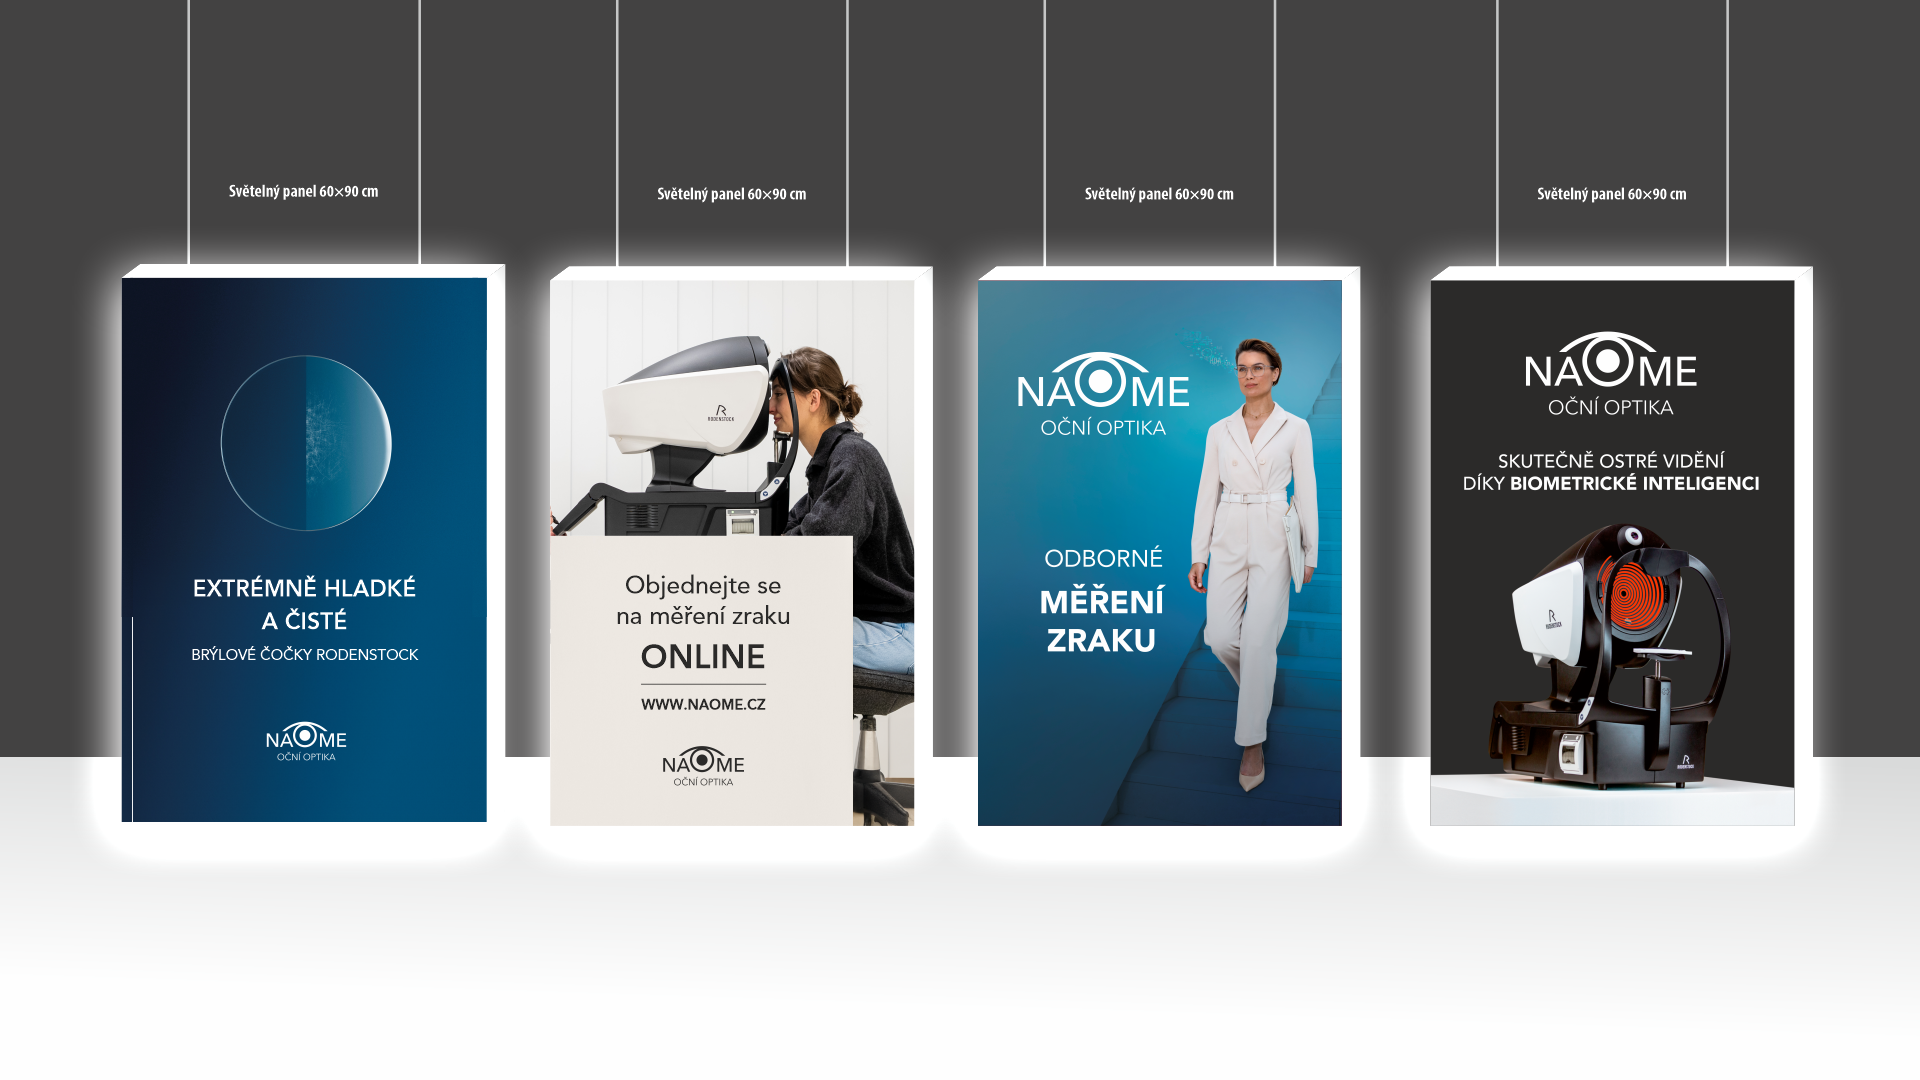 Světelný panel 60×90 cm
EXTRÉMNĚ HLADKÉ
A ČISTÉ
BRÝLOVÉ ČOČKY RODENSTOCK
NAOME
OČNÍ OPTIKA
Světelný panel 60×90 cm
R
RODENSTOCK
Objednejte se
na měření zraku
ONLINE
WWW.NAOME.CZ
NAOME
OČNÍ OPTIKA
Světelný panel 60×90 cm
NAOME
OČNÍ OPTIKA
ODBORNÉ
MĚŘENÍ
ZRAKU
Světelný panel 60×90 cm
NAOME
OČNÍ OPTIKA
SKUTEČNĚ OSTRÉ VIDĚNÍ
DÍKY BIOMETRICKÉ INTELIGENCI
R
RODENSTOCK
R
RODENSTOCK